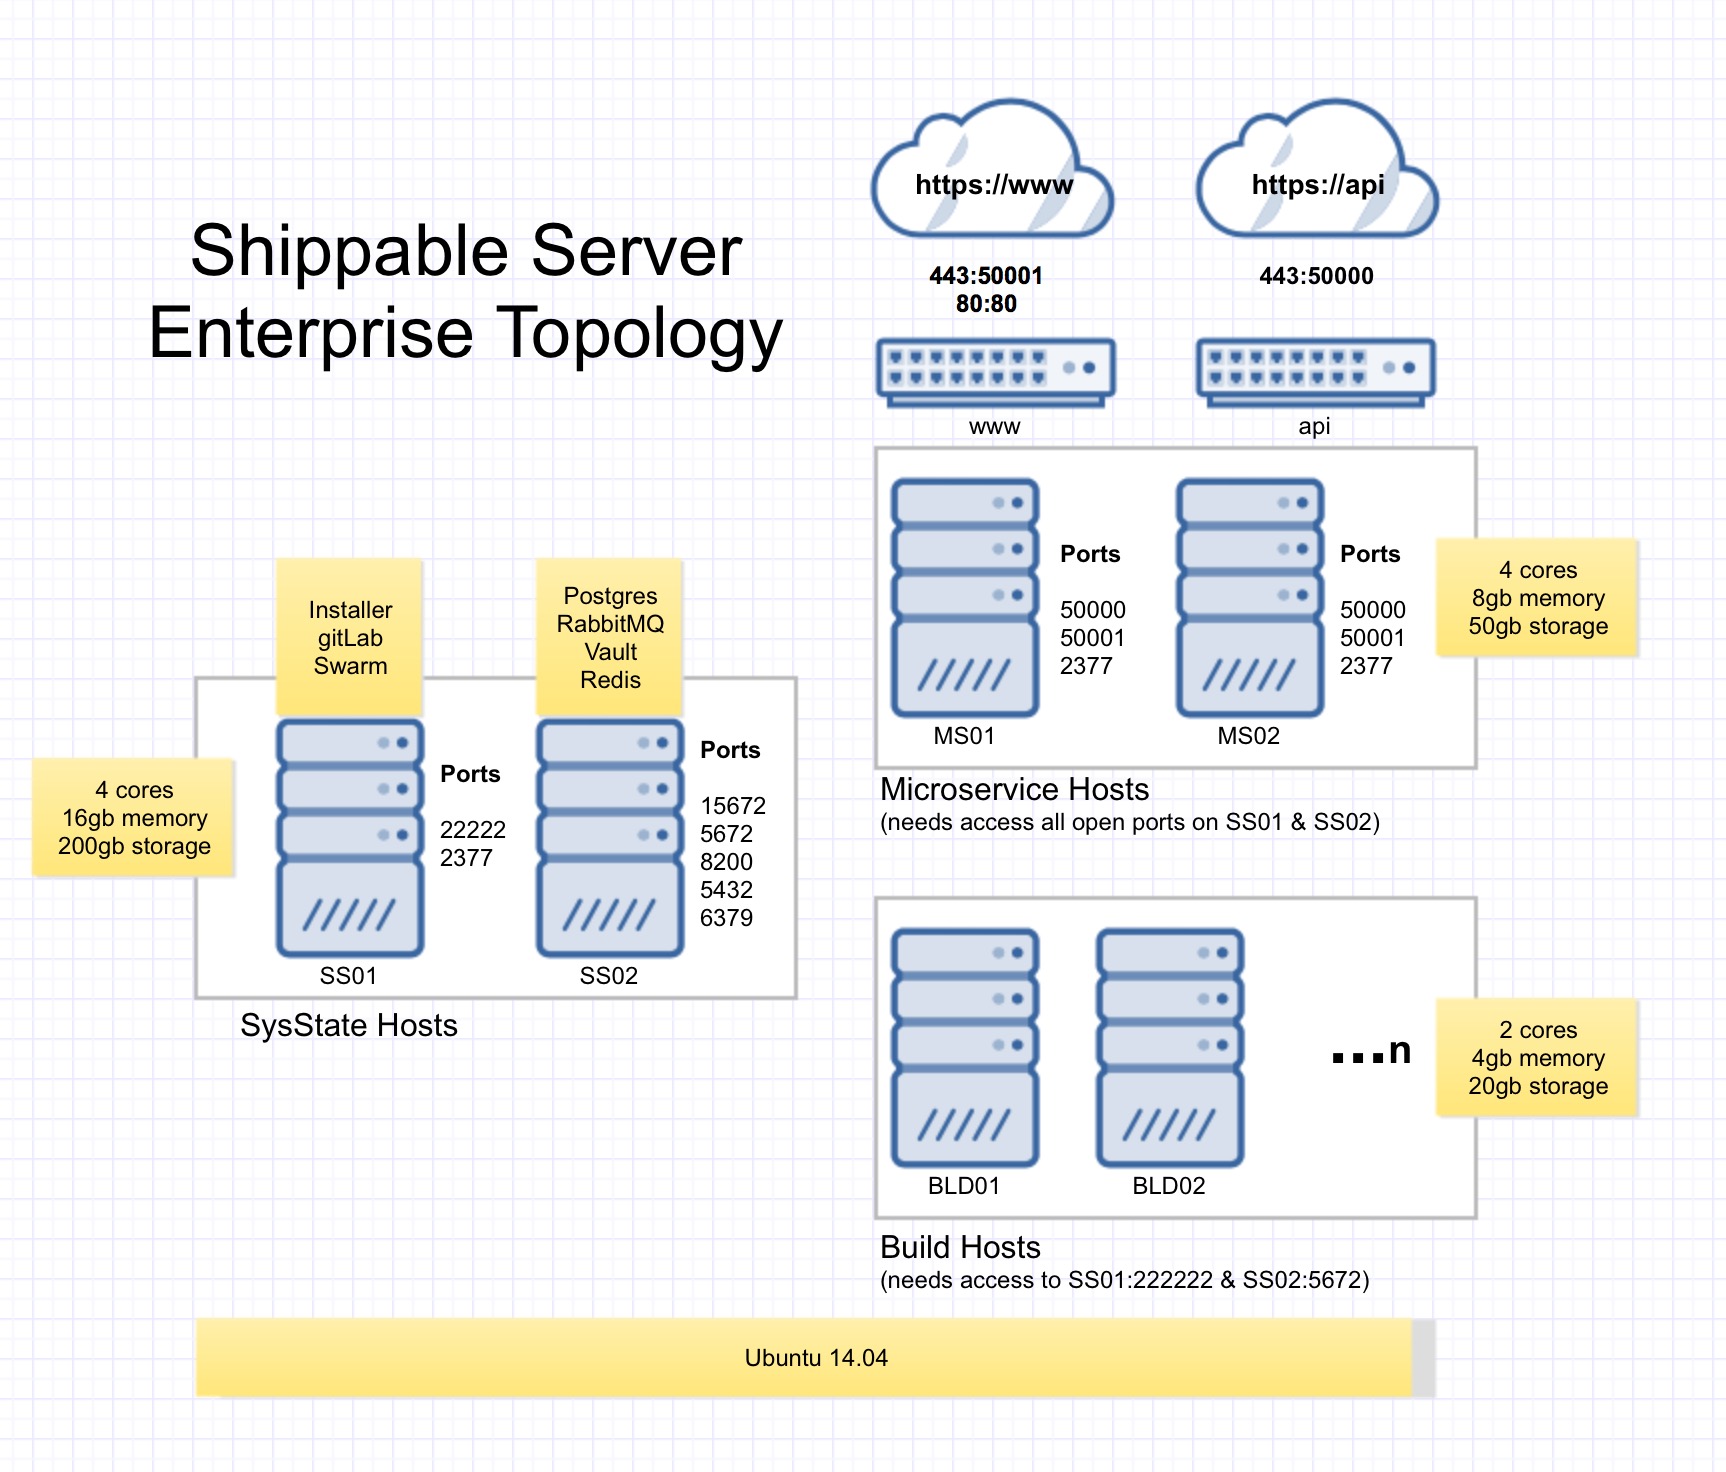 Shippable Server
Enterprise Topology
https://www
https://api
443:50001
80:80
443:50000
www
api
Ports
50000
50001
2377
MS01
Ports
50000
50001
2377
MS02
4 cores
8gb memory
50gb storage
Microservice Hosts
(needs access all open ports on SS01 & SS02)
Installer
gitLab
Swarm
Postgres
RabbitMQ
Vault
Redis
4 cores
16gb memory
200gb storage
Ports
22222
2377
SS01
Ports
15672
5672
8200
5432
6379
SS02
SysState Hosts
BLD01
BLD02
...n
2 cores
4gb memory
20gb storage
Build Hosts
(needs access to SS01:222222 & SS02:5672)
Ubuntu 14.04